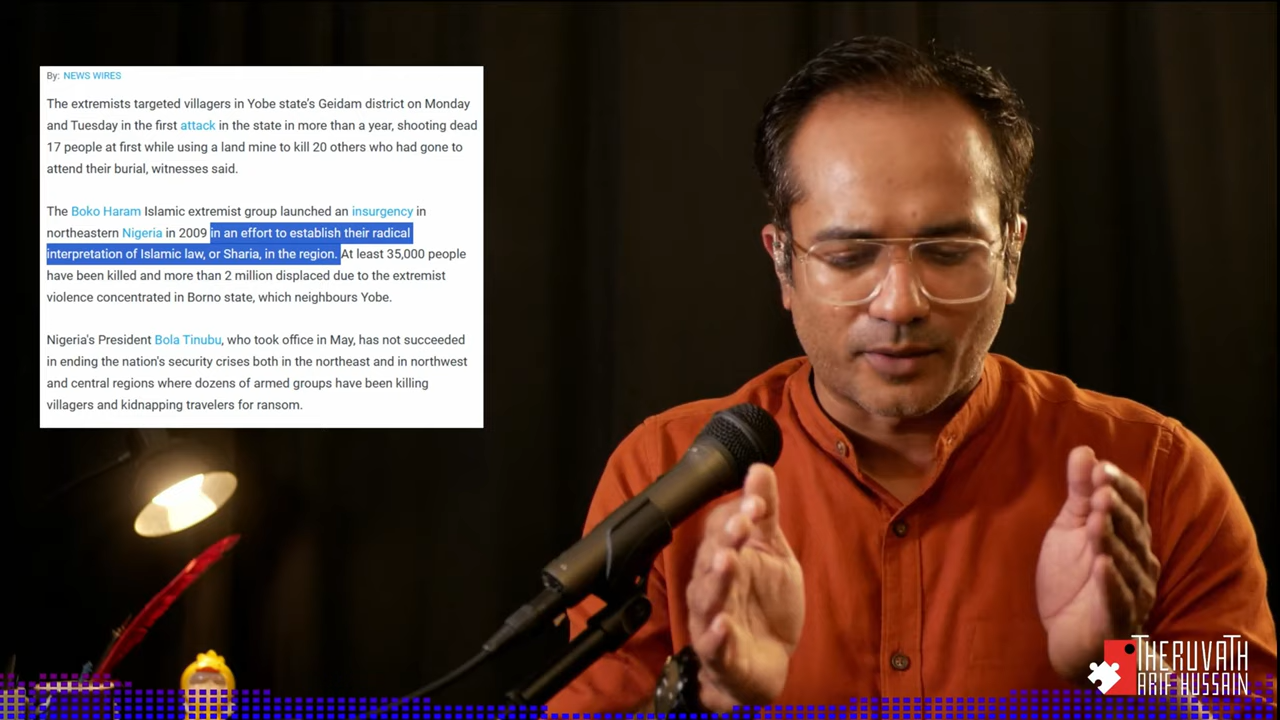 By: NEWS WIRES
The extremists targeted villagers in Yobe state's Geidam district on Monday
and Tuesday in the first attack in the state in more than a year, shooting dead
17 people at first while using a land mine to kill 20 others who had gone to
attend their burial, witnesses said.
The Boko Haram Islamic extremist group launched an insurgency in
northeastern Nigeria in 2009 in an effort to establish their radical
interpretation of Islamic law, or Sharia, in the region. At least 35,000 people
have been killed and more than 2 million displaced due to the extremist
violence concentrated in Borno state, which neighbours Yobe.
Nigeria's President Bola Tinubu, who took office in May, has not succeeded
in ending the nation's security crises both in the northeast and in northwest
and central regions where dozens of armed groups have been killing
villagers and kidnapping travelers for ransom.
THERUVATH
ARIF HUSSAIN